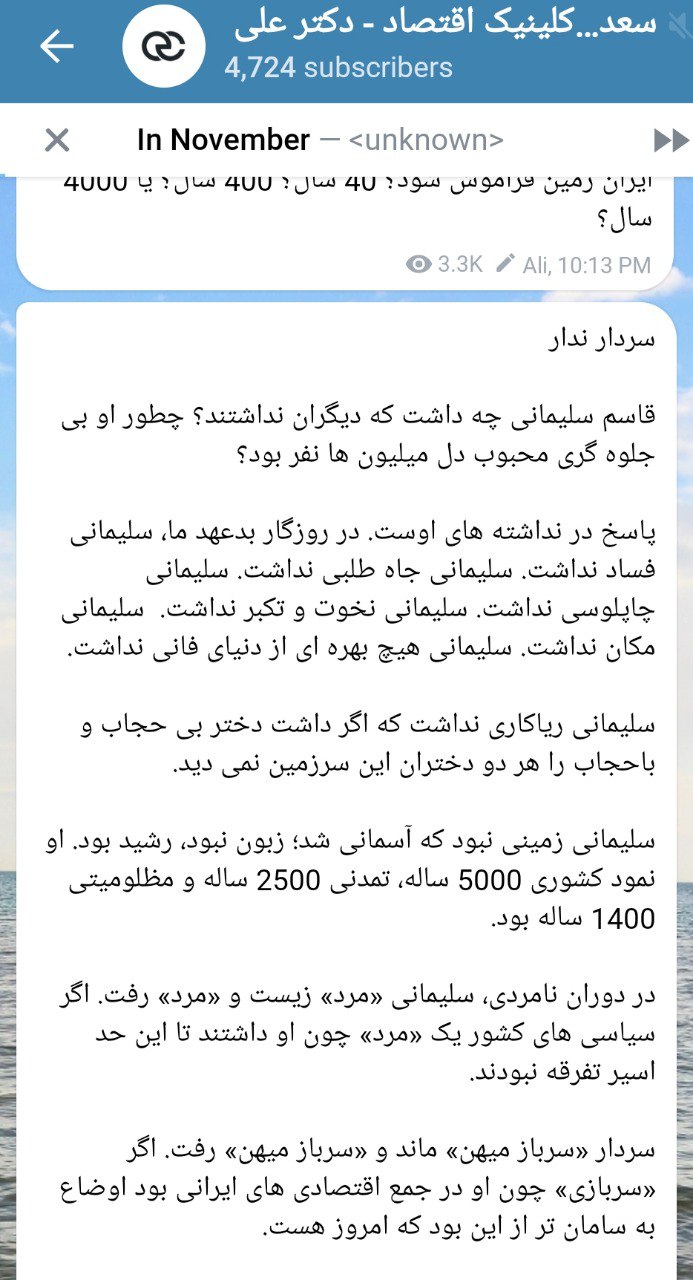 سعد...کلینیک اقتصاد - دکتر علی
4,724 subscribers
In November — <unknown>
ایران زمین فراموش شود؟ 40 سال؟ 400 سال؟ یا 4000
سال؟
3.3K Ali, 10:13 PM
سردار ندار
قاسم سلیمانی چه داشت که دیگران نداشتند؟ چطور او بی
جلوه گری محبوب دل میلیون ها نفر بود؟
پاسخ در نداشته های اوست. در روزگار بدعهد ما، سلیمانی
فساد نداشت. سلیمانی جاه طلبی نداشت. سلیمانی
چاپلوسی نداشت. سلیمانی نخوت و تکبر نداشت. سلیمانی
مکان نداشت. سلیمانی هیچ بهره ای از دنیای فانی نداشت.
سلیمانی ریاکاری نداشت که اگر داشت دختر بی حجاب و
باحجاب را هر دو دختران این سرزمین نمی دید.
سلیمانی زمینی نبود که آسمانی شد؛ زبون نبود، رشید بود. او
نمود کشوری 5000 ساله، تمدنی 2500 ساله و مظلومیتی
1400 ساله بود.
در دوران نامردی، سلیمانی «مرد» زیست و «مرد» رفت. اگر
سیاسی های کشور یک «مرد» چون او داشتند تا این حد
اسیر تفرقه نبودند.
سردار «سرباز میهن» ماند و «سرباز میهن» رفت. اگر
«سربازی» چون او در جمع اقتصادی های ایرانی بود اوضاع
به سامان تر از این بود که امروز هست.